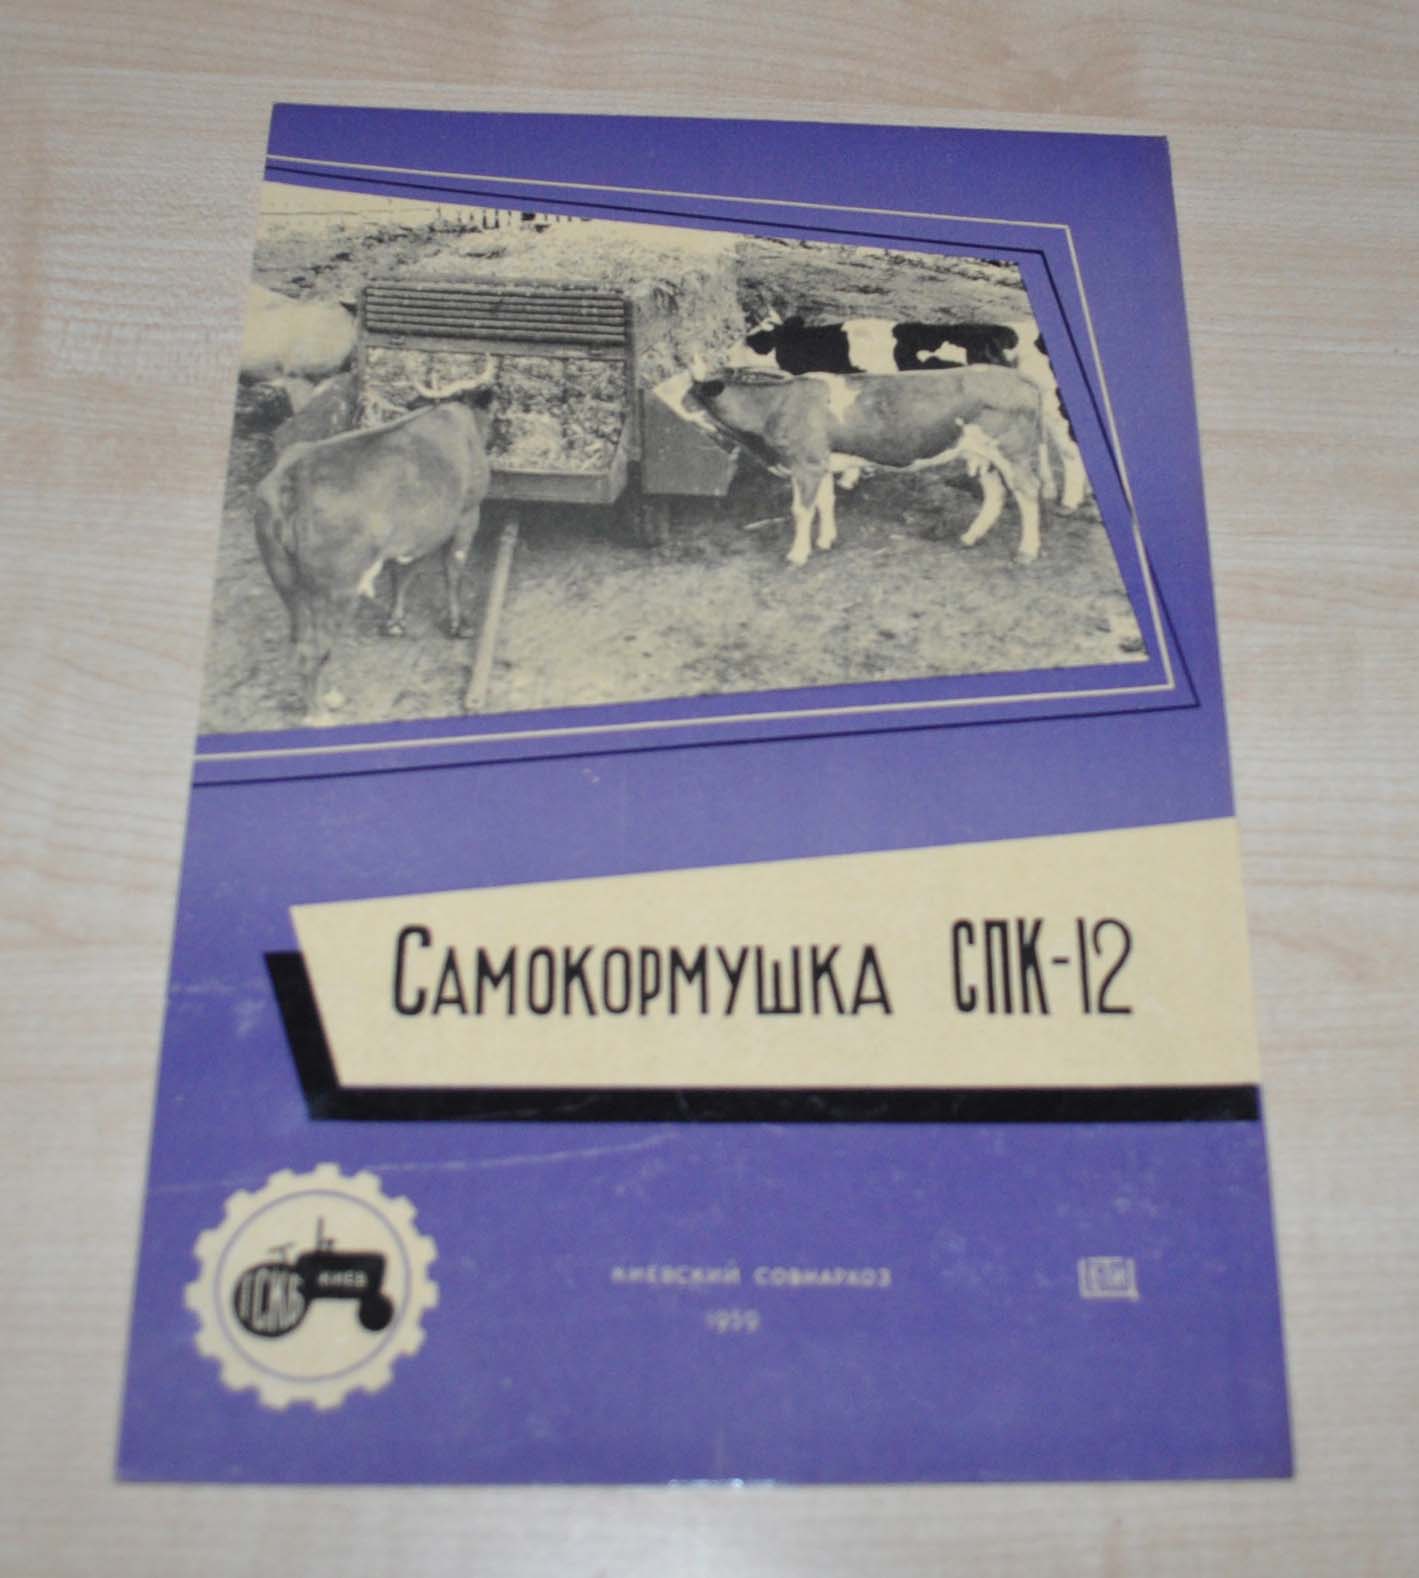 Самокормушка СПК-12
ГСКБ КИЕВ
КИЕВСКИЙ СОВНАРХОЗ
1959